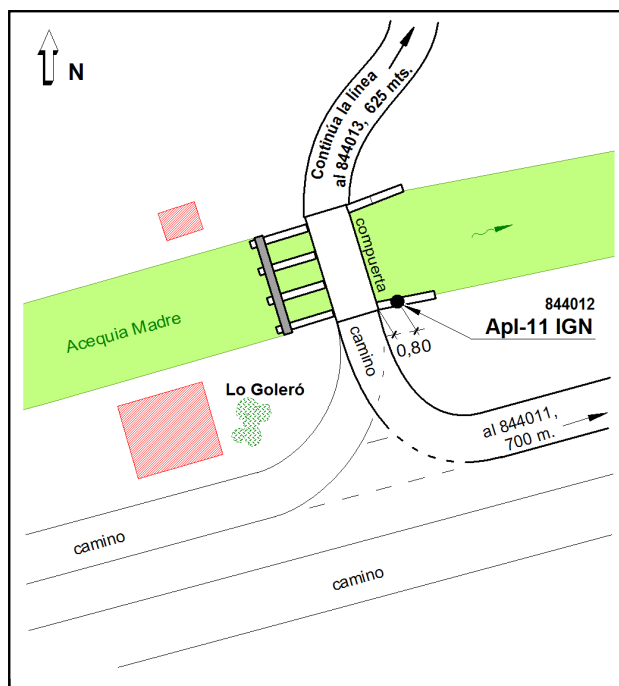 N
Continúa la línea
al 844013, 625 mts.
compuerta
Acequia Madre
844012
Apl-11 IGN
0,80
camino
Lo Goleró
al 844011,
700 m.
camino
camino